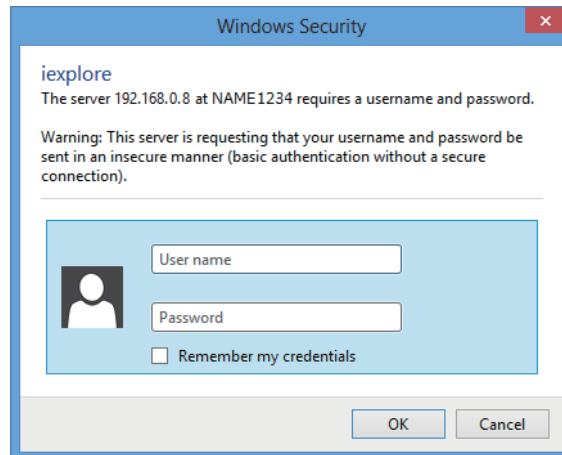 Windows Security
iexplore
The server 192.168.0.8 at NAME1234 requires a username and password.
Warning: This server is requesting that your username and password be
sent in an insecure manner (basic authentication without a secure
connection).
User name
Password
Remember my credentials
OK Cancel